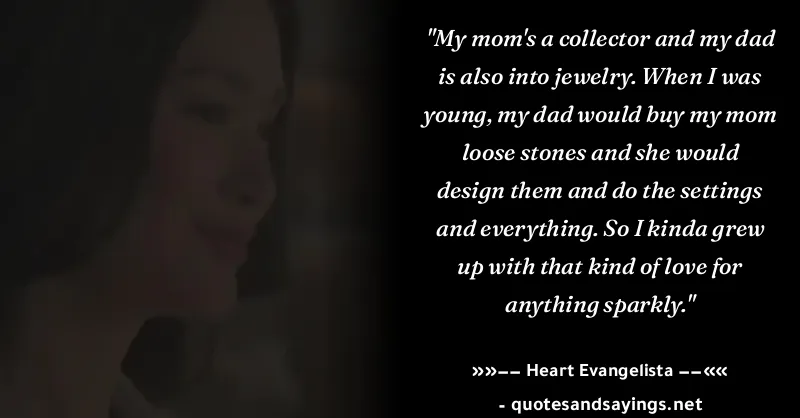 "My mom's a collector and my dad
is also into jewelry. When I was
young, my dad would buy my mom
loose stones and she would
design them and do the settings
and everything. So I kinda grew
up with that kind of love for
anything sparkly."
»»—— Heart Evangelista ——««
- quotesandsayings.net